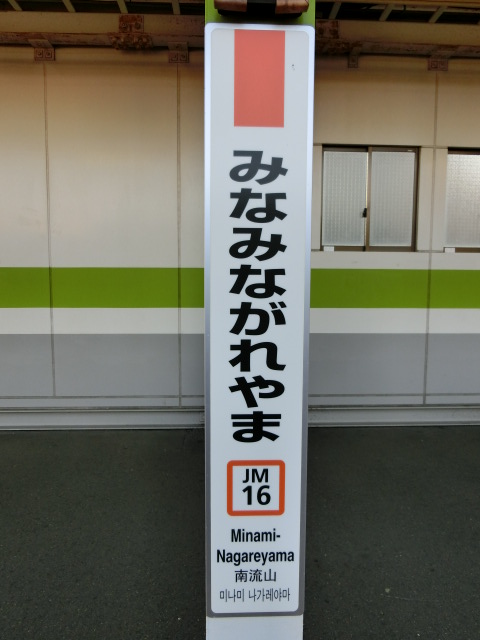 みなみながれやま
JM
16
Minami-
Nagareyama
南流山
미나미 나가레야마